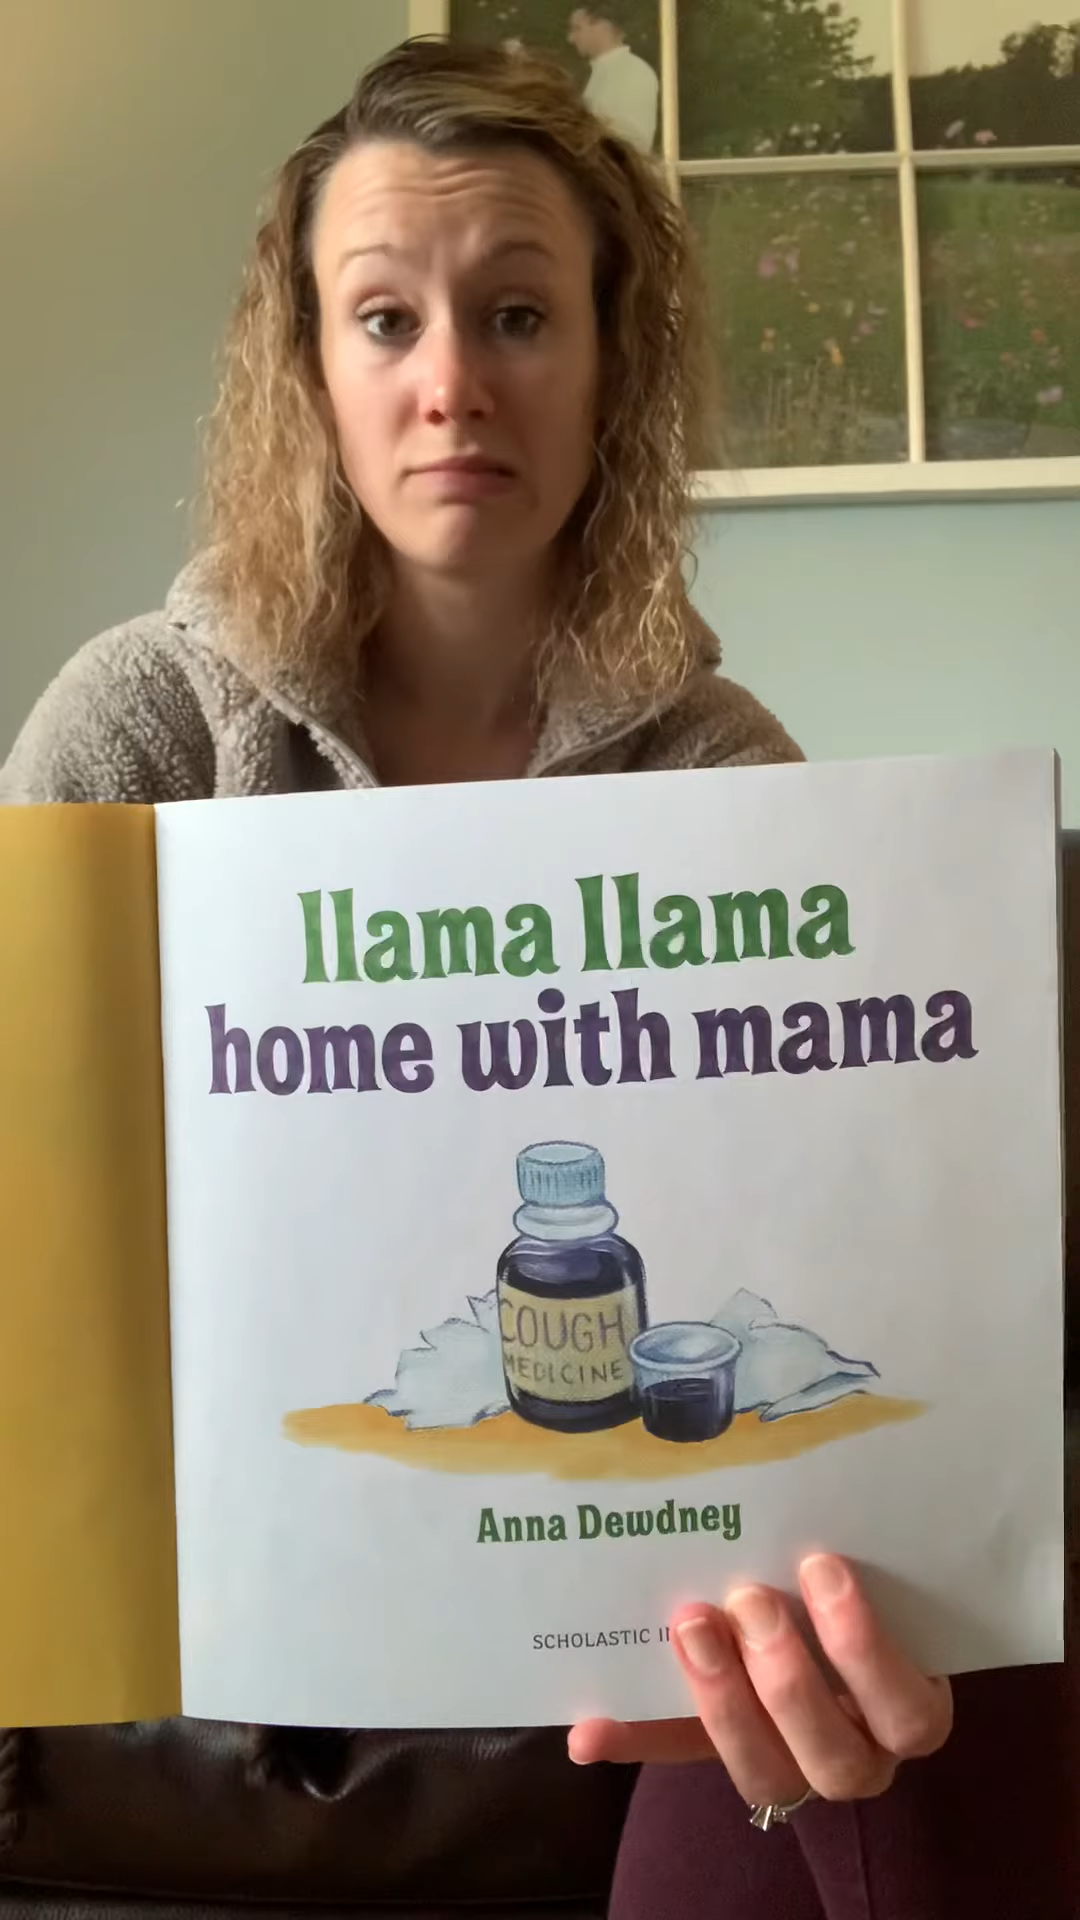 llama llama
home with mama
COUGH
MEDICINE
Anna Dewdney
SCHOLASTIC